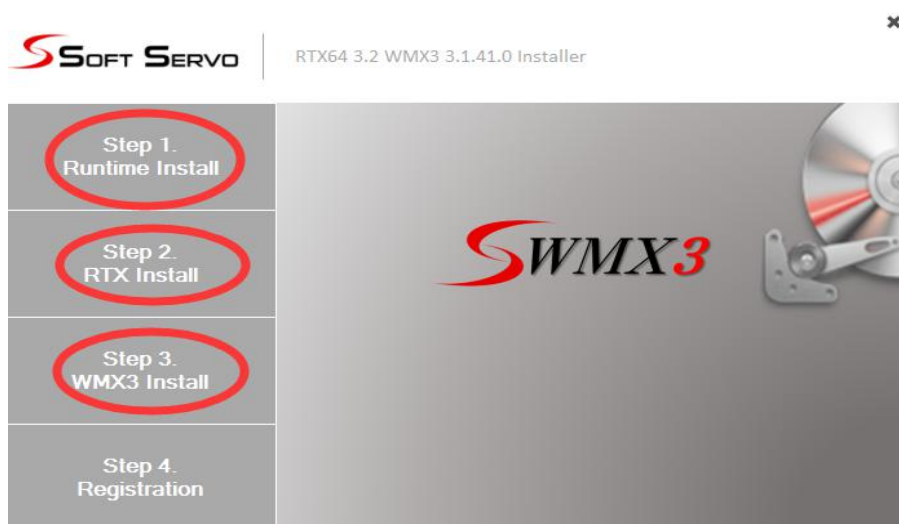 SOFT SERVO
RTX64 3.2 WMX3 3.1.41.0 Installer
Step 1.
Runtime Install
Step 2.
RTX Install
Step 3.
WMX3 Install
Step 4.
Registration
SWMX3